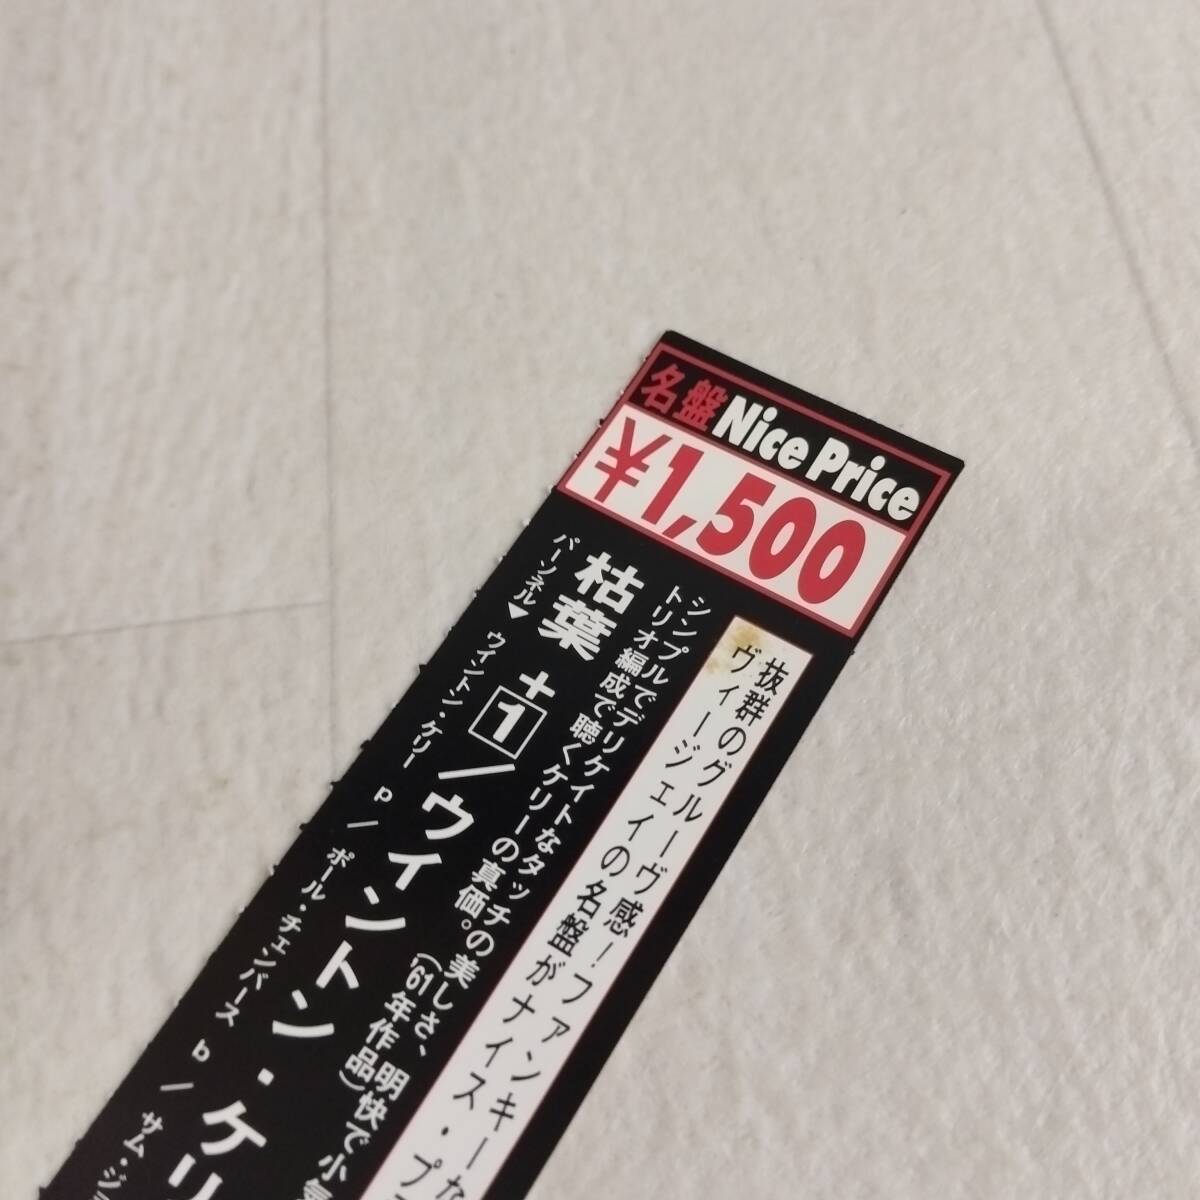 名盤 Nice Price
¥1,500
抜群のグルーヴ感!ファンキーな
ヴィージェイの名盤がナイス・プ
シンプルでデリケイトなタッチの美しさ、明快で小気
トリオ編成で聴くケリーの真価。('61年作品)
枯葉+1/ウイントン・ケリ
パーソネル▼ ウイントン・ケリー p/ポール・チェンバース b/サム・ジ